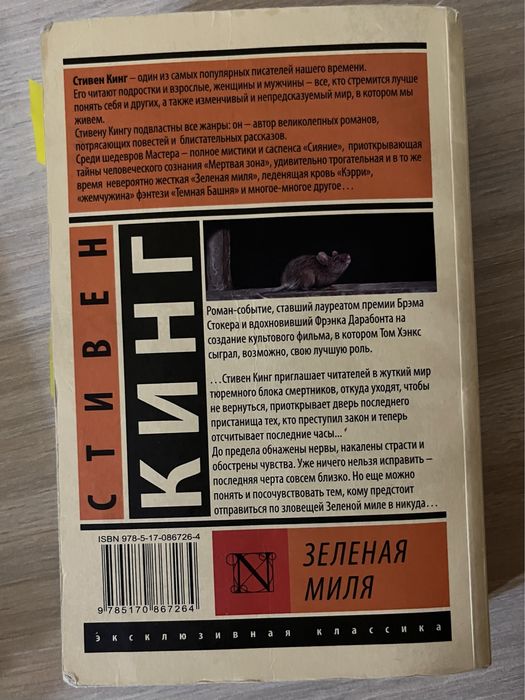 Стивен Кинг – один из самых популярных писателей нашего времени.
Его читают подростки и взрослые, женщины и мужчины – все, кто стремится лучше
понять себя и других, а также изменчивый и непредсказуемый мир, в котором мы
живем.
Стивену Кингу подвластны все жанры: он – автор великолепных романов,
потрясающих повестей и блистательных рассказов.
Среди шедевров Мастера – полное мистики и саспенса «Сияние», приоткрывающая
тайны человеческого сознания «Мертвая зона», удивительно трогательная и в то же
время невероятно жесткая «Зеленая миля», леденящая кровь «Кэрри»,
«жемчужина» фэнтези «Темная Башня» и многое-многое другое…
СТИВЕН
КИНГ
Роман-событие, ставший лауреатом премии Брэма
Стокера и вдохновивший Фрэнка Дарабонта на
создание культового фильма, в котором Том Хэнкс
сыграл, возможно, свою лучшую роль.
…Стивен Кинг приглашает читателей в жуткий мир
тюремного блока смертников, откуда уходят, чтобы
не вернуться, приоткрывает дверь последнего
пристанища тех, кто преступил закон и теперь
отсчитывает последние часы...
До предела обнажены нервы, накалены страсти и
обострены чувства. Уже ничего нельзя исправить –
последняя черта совсем близко. Но еще можно
понять и посочувствовать тем, кому предстоит
отправиться по зловещей Зеленой миле в никуда…
ISBN 978-5-17-086726-4
9 785170 867264
N
ЗЕЛЕНАЯ
МИЛЯ
эксклюзивная классика